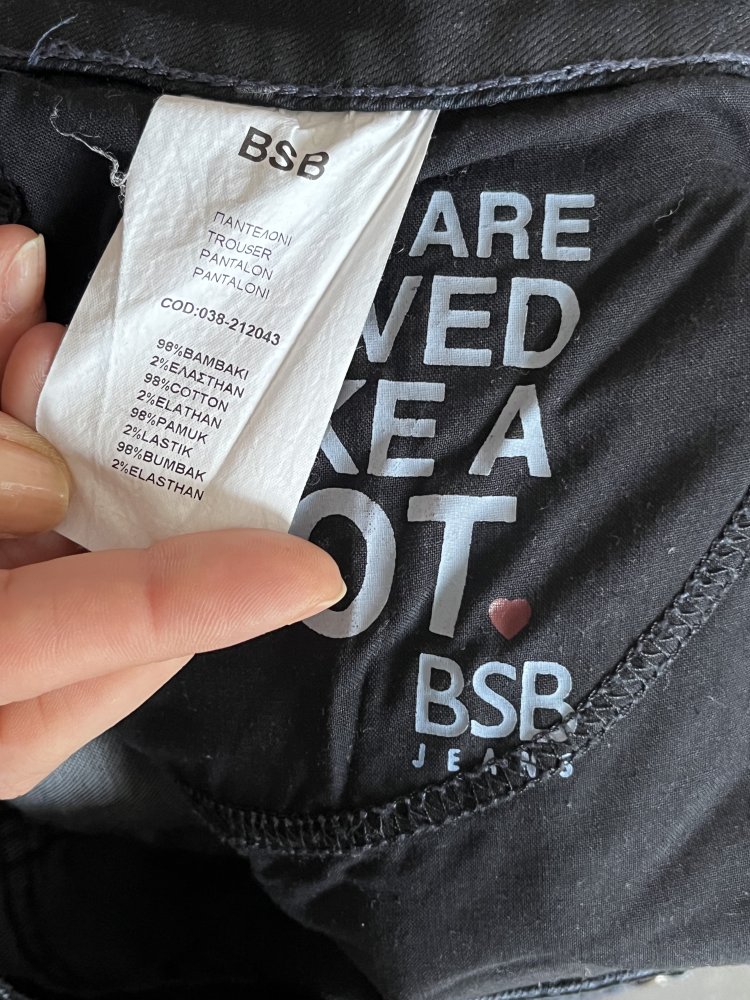 BSB
ΠΑΝΤΕΛΟΝΙ
TROUSER
PANTALON
PANTALONI
COD:038-212043
98%ΒΑΜΒΑΚΙ
2%ΕΛΑΣΤΗΑΝ
98%COTTON
2%ELATHAN
98%PAMUK
2%LASTIK
98%BUMBAK
2%ELASTHAN
ARE
VED
KE A
OT.
BSB
JEANS